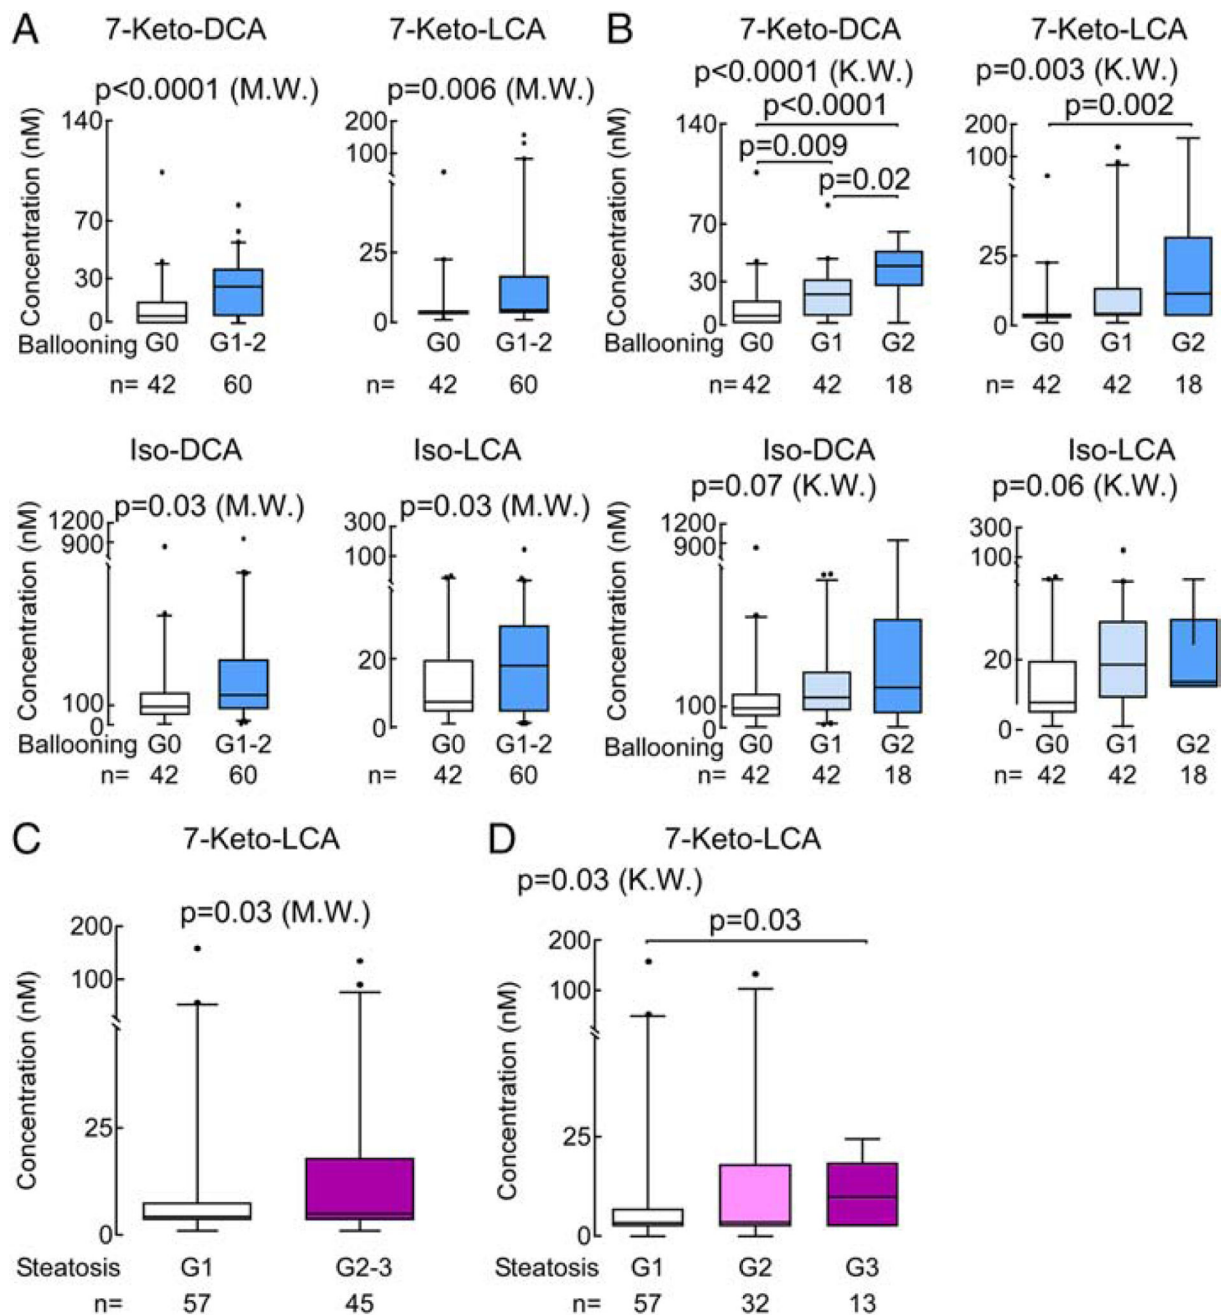 A
7-Keto-DCA
7-Keto-LCA
p<0.0001 (M.W.)
p=0.006 (M.W.)
Concentration (nM)
140
70
30
0
200
100
25
0
Ballooning G0 G1-2
G0 G1-2
n= 42 60
42 60
Iso-DCA
Iso-LCA
p=0.03 (M.W.)
p=0.03 (M.W.)
Concentration (nM)
1200
900
100
0
300
100
20
0
Ballooning G0 G1-2
G0 G1-2
n= 42 60
42 60
B
7-Keto-DCA
7-Keto-LCA
p<0.0001 (K.W.)
p=0.003 (K.W.)
p<0.0001
p=0.002
p=0.009
p=0.02
Concentration (nM)
140
70
30
0
200
100
25
0
Ballooning G0 G1 G2
G0 G1 G2
n= 42 42 18
42 42 18
Iso-DCA
Iso-LCA
p=0.07 (K.W.)
p=0.06 (K.W.)
Concentration (nM)
1200
900
100
0
300
100
20
0
Ballooning G0 G1 G2
G0 G1 G2
n= 42 42 18
n= 42 42 18
C
7-Keto-LCA
p=0.03 (M.W.)
Concentration (nM)
200
100
25
0
Steatosis G1 G2-3
n= 57 45
D
7-Keto-LCA
p=0.03 (K.W.)
p=0.03
Concentration (nM)
200
100
25
0
Steatosis G1 G2 G3
n= 57 32 13